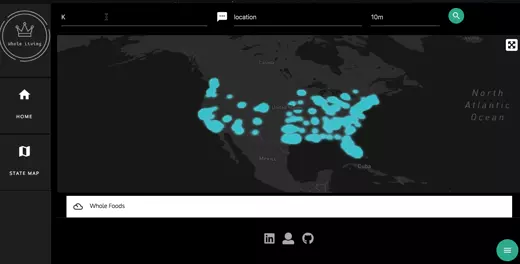 K
location
10m
Whole Living
HOME
STATE MAP
North
Atlantic
Ocean
Mexico
Cuba
Whole Foods